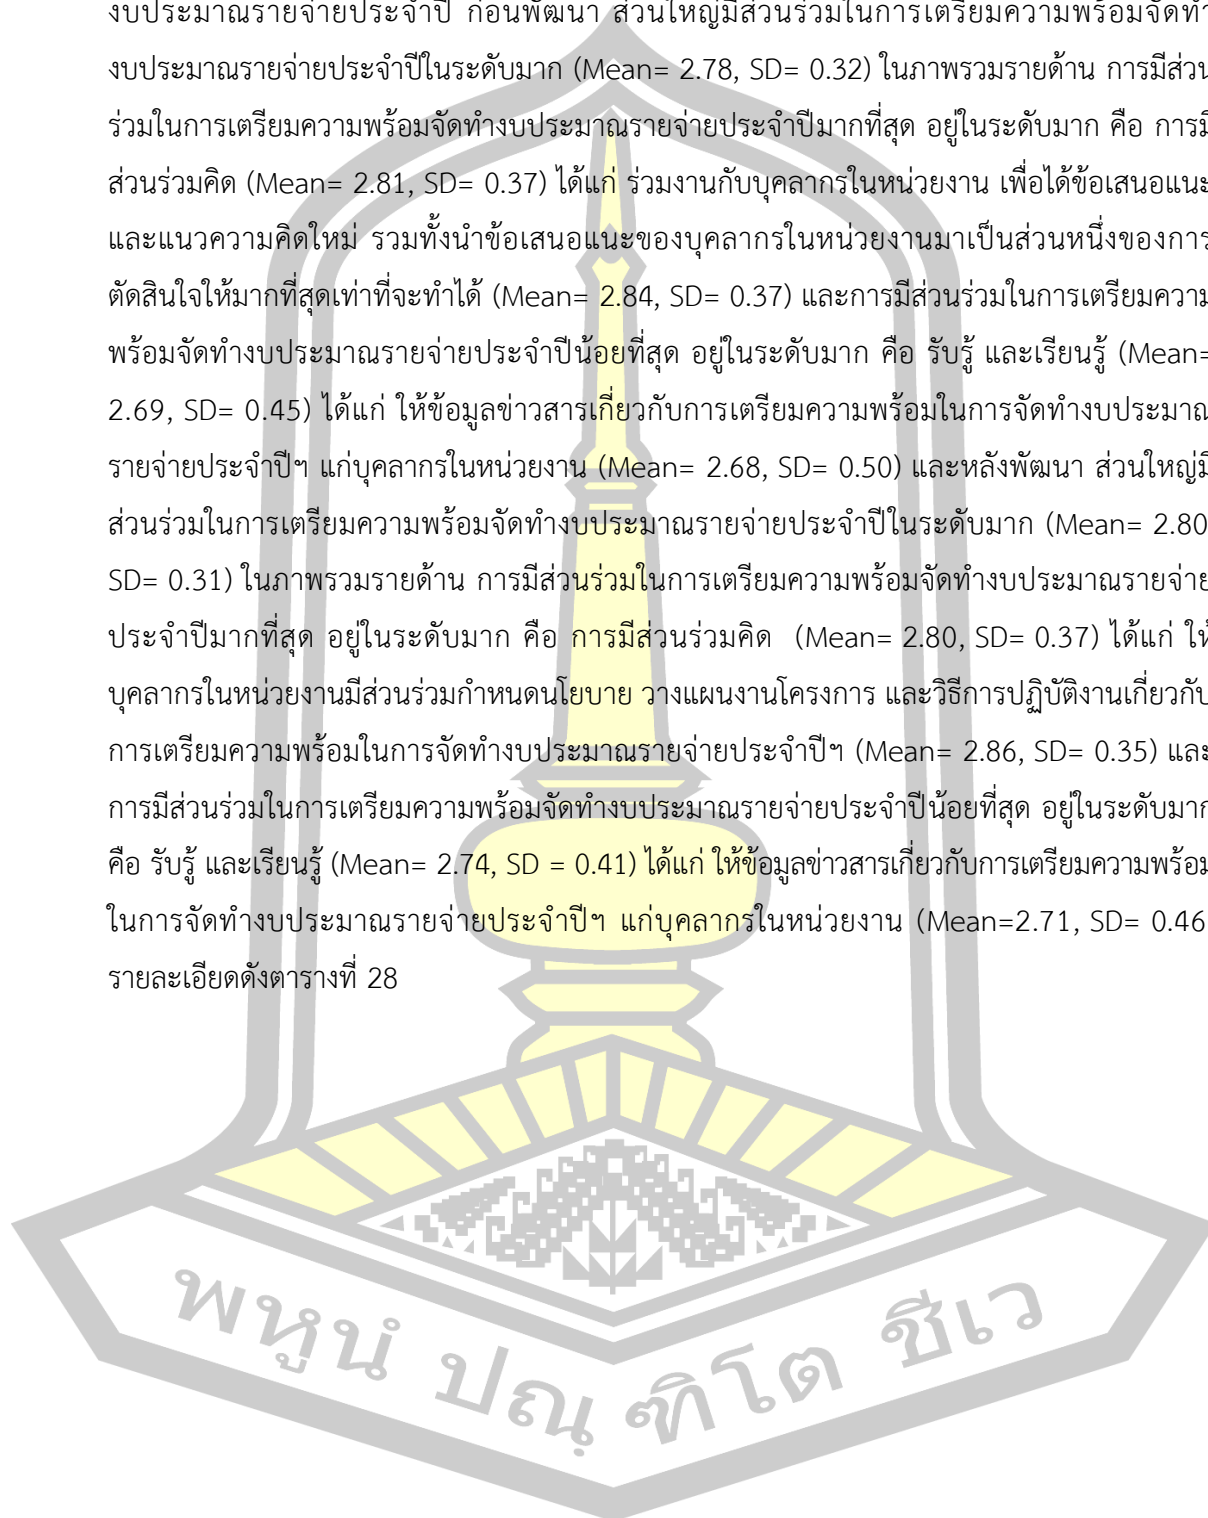 งบประมาณรายจ่ายประจำปี ก่อนพัฒนา ส่วนใหญ่มีส่วนร่วมในการเตรียมความพร้อมจัดทำ
งบประมาณรายจ่ายประจำปีในระดับมาก (Mean= 2.78, SD= 0.32) ในภาพรวมรายด้าน การมีส่วน
ร่วมในการเตรียมความพร้อมจัดทำงบประมาณรายจ่ายประจำปีมากที่สุด อยู่ในระดับมาก คือ การมี
ส่วนร่วมคิด (Mean= 2.81, SD= 0.37) ได้แก่ ร่วมงานกับบุคลากรในหน่วยงาน เพื่อได้ข้อเสนอแนะ
และแนวความคิดใหม่ รวมทั้งนำข้อเสนอแนะของบุคลากรในหน่วยงานมาเป็นส่วนหนึ่งของการ
ตัดสินใจให้มากที่สุดเท่าที่จะทำได้ (Mean= 2.84, SD= 0.37) และการมีส่วนร่วมในการเตรียมความ
พร้อมจัดทำงบประมาณรายจ่ายประจำปีน้อยที่สุด อยู่ในระดับมาก คือ รับรู้ และเรียนรู้ (Mean=
2.69, SD= 0.45) ได้แก่ ให้ข้อมูลข่าวสารเกี่ยวกับการเตรียมความพร้อมในการจัดทำงบประมาณ
รายจ่ายประจำปีฯ แก่บุคลากรในหน่วยงาน (Mean= 2.68, SD= 0.50) และหลังพัฒนา ส่วนใหญ่มี
ส่วนร่วมในการเตรียมความพร้อมจัดทำงบประมาณรายจ่ายประจำปีในระดับมาก (Mean= 2.80
SD= 0.31) ในภาพรวมรายด้าน การมีส่วนร่วมในการเตรียมความพร้อมจัดทำงบประมาณรายจ่าย
ประจำปีมากที่สุด อยู่ในระดับมาก คือ การมีส่วนร่วมคิด (Mean= 2.80, SD= 0.37) ได้แก่ ให้
บุคลากรในหน่วยงานมีส่วนร่วมกำหนดนโยบาย วางแผนงานโครงการ และวิธีการปฏิบัติงานเกี่ยวกับ
การเตรียมความพร้อมในการจัดทำงบประมาณรายจ่ายประจำปีฯ (Mean= 2.86, SD= 0.35) และ
การมีส่วนร่วมในการเตรียมความพร้อมจัดทำงบประมาณรายจ่ายประจำปีน้อยที่สุด อยู่ในระดับมาก
คือ รับรู้ และเรียนรู้ (Mean= 2.74, SD = 0.41) ได้แก่ ให้ข้อมูลข่าวสารเกี่ยวกับการเตรียมความพร้อม
ในการจัดทำงบประมาณรายจ่ายประจำปีฯ แก่บุคลากรในหน่วยงาน (Mean=2.71, SD= 0.46
รายละเอียดดังตารางที่ 28
พหูนํ ปณฺฑิโต ชีเว